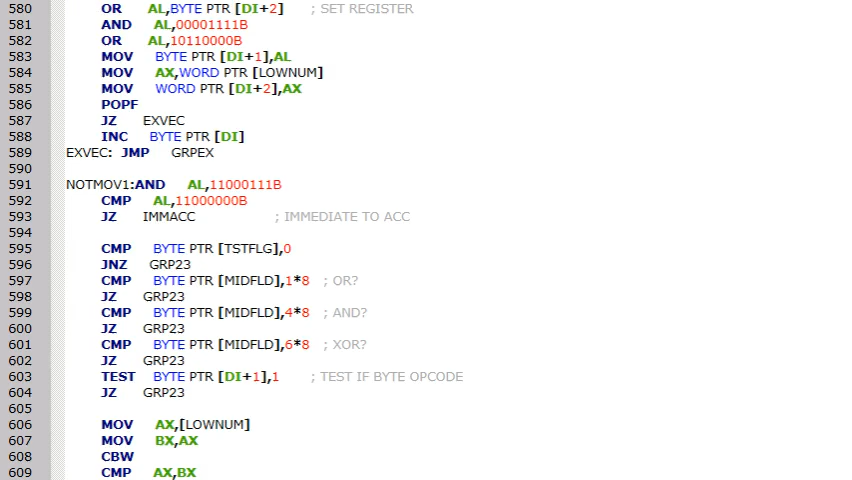 580 OR AL,BYTE PTR [DI+2] ; SET REGISTER
581 AND AL,00001111B
582 OR AL,10110000B
583 MOV BYTE PTR [DI+1],AL
584 MOV AX,WORD PTR [LOWNUM]
585 MOV WORD PTR [DI+2],AX
586 POPF
587 JZ EXVEC
588 INC BYTE PTR [DI]
589 EXVEC: JMP GRPEX
590
591 NOTMOV1:AND AL,11000111B
592 CMP AL,11000000B
593 JZ IMMACC ; IMMEDIATE TO ACC
594
595 CMP BYTE PTR [TSTFLG],0
596 JNZ GRP23
597 CMP BYTE PTR [MIDFLD],1*8 ; OR?
598 JZ GRP23
599 CMP BYTE PTR [MIDFLD],4*8 ; AND?
600 JZ GRP23
601 CMP BYTE PTR [MIDFLD],6*8 ; XOR?
602 JZ GRP23
603 TEST BYTE PTR [DI+1],1 ; TEST IF BYTE OPCODE
604 JZ GRP23
605
606 MOV AX,[LOWNUM]
607 MOV BX,AX
608 CBW
609 CMP AX,BX